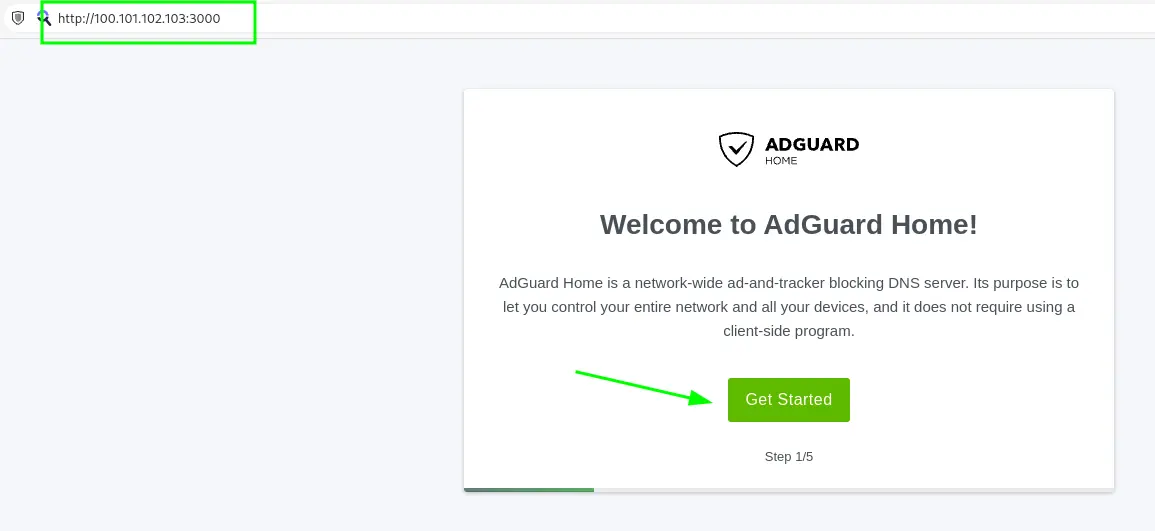 http://100.101.102.103:3000
ADGUARD
HOME
Welcome to AdGuard Home!
AdGuard Home is a network-wide ad-and-tracker blocking DNS server. Its purpose is to
let you control your entire network and all your devices, and it does not require using a
client-side program.
Get Started
Step 1/5